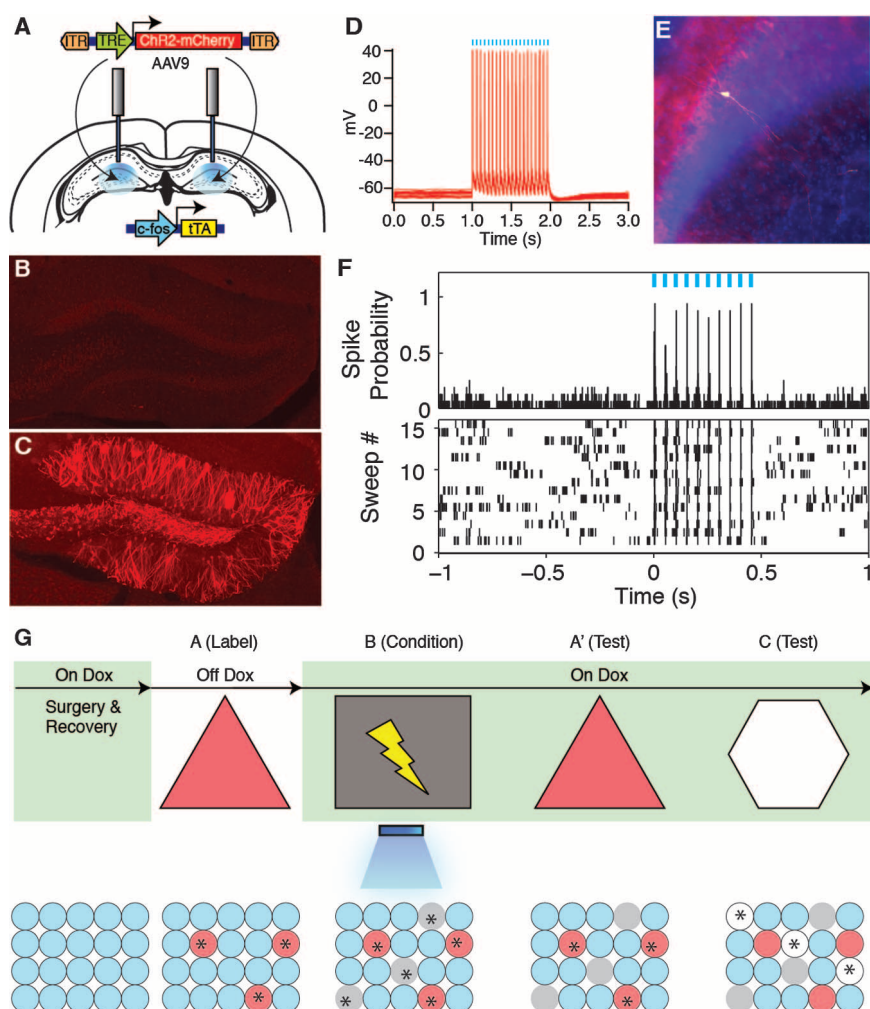 A
ITR TRE ChR2-mCherry ITR
AAV9
c-fos tTA
B
C
D
mV
40
20
0
-20
-60
0.0 0.5 1.0 1.5 2.0 2.5 3.0
Time (s)
E
F
Spike
Probability
1
0.5
0
Sweep #
15
10
5
0
−1 −0.5 0 0.5 1
Time (s)
G
A (Label) B (Condition) A' (Test) C (Test)
On Dox Off Dox On Dox
Surgery &
Recovery
* * * * * *
* * * * * * * *
* *
* * * *